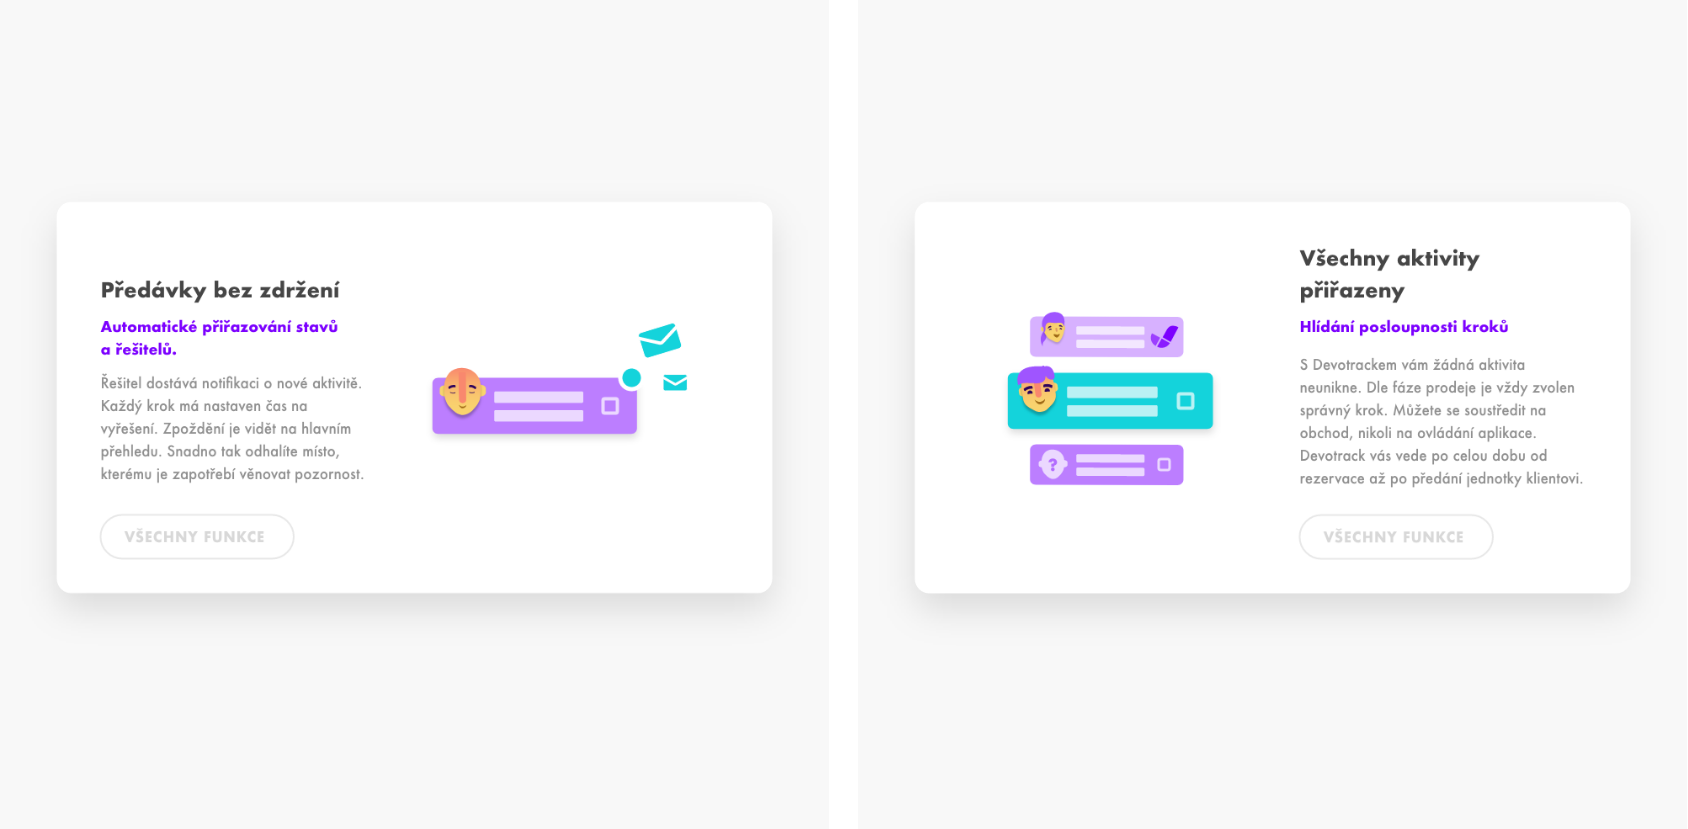 Předávky bez zdržení
Automatické přiřazování stavů
a řešitelů.
Řešitel dostává notifikaci o nové aktivitě.
Každý krok má nastaven čas na
vyřešení. Zpoždění je vidět na hlavním
přehledu. Snadno tak odhalíte místo,
kterému je zapotřebí věnovat pozornost.
VŠECHNY FUNKCE
?
Všechny aktivity
přiřazeny
Hlídání posloupnosti kroků
S Devotrackem vám žádná aktivita
neunikne. Dle fáze prodeje je vždy zvolen
správný krok. Můžete se soustředit na
obchod, nikoli na ovládání aplikace.
Devotrack vás vede po celou dobu od
rezervace až po předání jednotky klientovi.
VŠECHNY FUNKCE